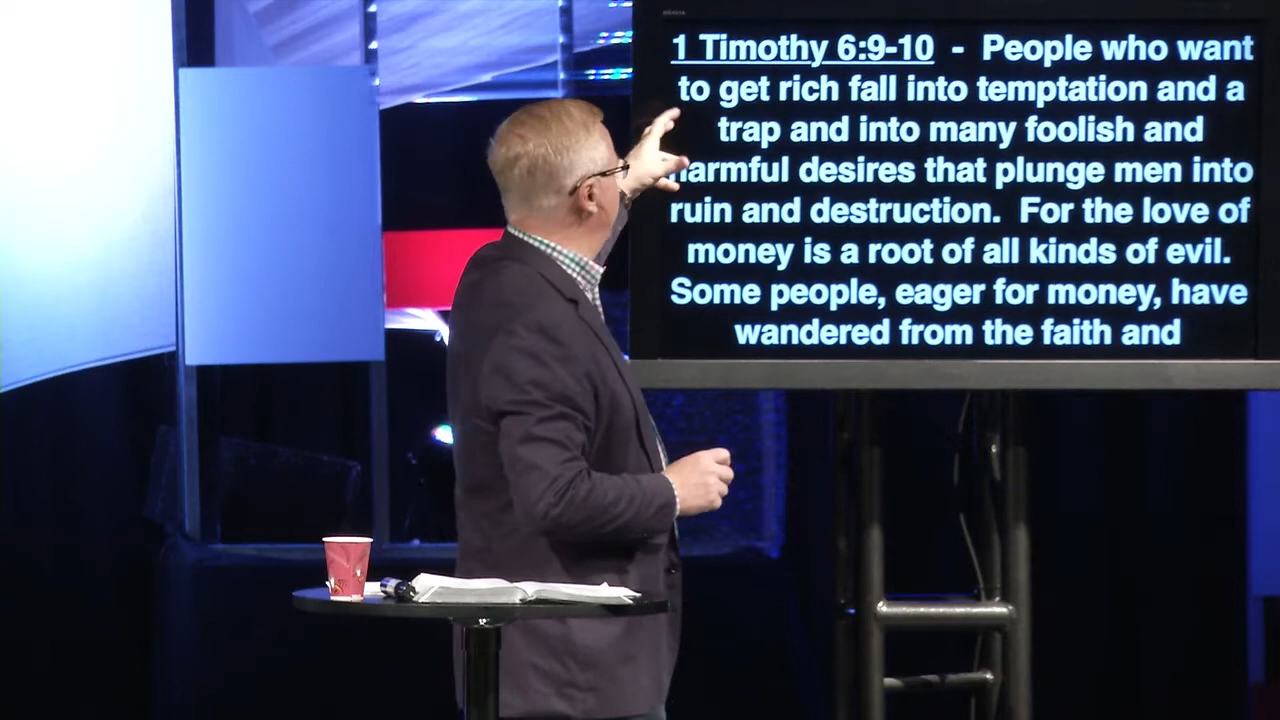 1 Timothy 6:9-10 - People who want
to get rich fall into temptation and a
trap and into many foolish and
harmful desires that plunge men into
ruin and destruction. For the love of
money is a root of all kinds of evil.
Some people, eager for money, have
wandered from the faith and